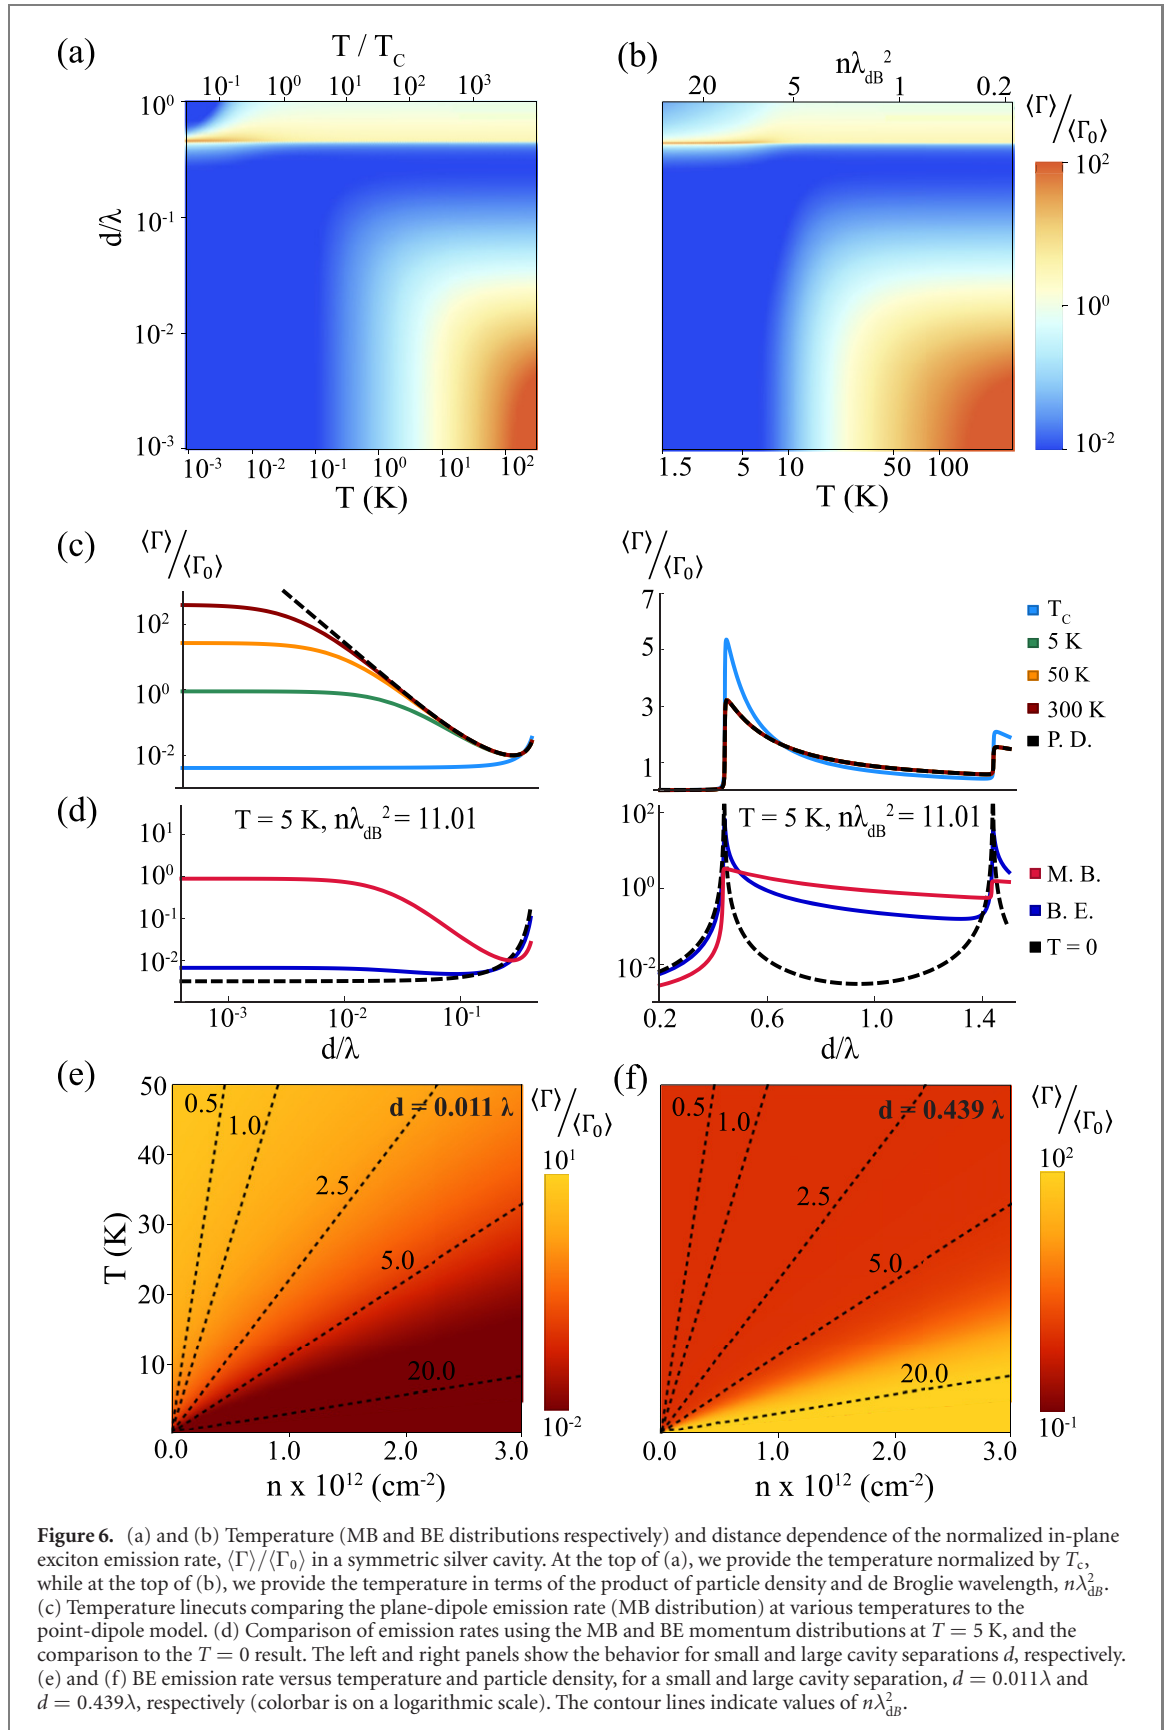 (a)
T / T_C
10^-1 10^0 10^1 10^2 10^3
10^0
10^-1
10^-2
10^-3
d/λ
10^-3 10^-2 10^-1 10^0 10^1 10^2
T (K)
(b)
nλ_dB^2
20 5 1 0.2
⟨Γ⟩/⟨Γ_0⟩
10^2
10^0
10^-2
1.5 5 10 50 100
T (K)
(c)
⟨Γ⟩/⟨Γ_0⟩
10^2
10^0
10^-2
⟨Γ⟩/⟨Γ_0⟩
7
5
3
1
T_C
5 K
50 K
300 K
P. D.
(d)
T = 5 K, nλ_dB^2 = 11.01
10^1
10^0
10^-1
10^-2
10^-3 10^-2 10^-1
d/λ
T = 5 K, nλ_dB^2 = 11.01
10^2
10^0
10^-2
0.2 0.6 1.0 1.4
d/λ
M. B.
B. E.
T = 0
(e)
50
40
30
20
10
T (K)
0.5
1.0
2.5
5.0
20.0
d = 0.011 λ
⟨Γ⟩/⟨Γ_0⟩
10^1
10^-2
0.0 1.0 2.0 3.0
n x 10^12 (cm^-2)
(f)
0.5
1.0
2.5
5.0
20.0
d = 0.439 λ
⟨Γ⟩/⟨Γ_0⟩
10^2
10^-1
0.0 1.0 2.0 3.0
n x 10^12 (cm^-2)
Figure 6. (a) and (b) Temperature (MB and BE distributions respectively) and distance dependence of the normalized in-plane
exciton emission rate, ⟨Γ⟩/⟨Γ_0⟩ in a symmetric silver cavity. At the top of (a), we provide the temperature normalized by T_c,
while at the top of (b), we provide the temperature in terms of the product of particle density and de Broglie wavelength, nλ_dB^2.
(c) Temperature linecuts comparing the plane-dipole emission rate (MB distribution) at various temperatures to the
point-dipole model. (d) Comparison of emission rates using the MB and BE momentum distributions at T = 5 K, and the
comparison to the T = 0 result. The left and right panels show the behavior for small and large cavity separations d, respectively.
(e) and (f) BE emission rate versus temperature and particle density, for a small and large cavity separation, d = 0.011λ and
d = 0.439λ, respectively (colorbar is on a logarithmic scale). The contour lines indicate values of nλ_dB^2.